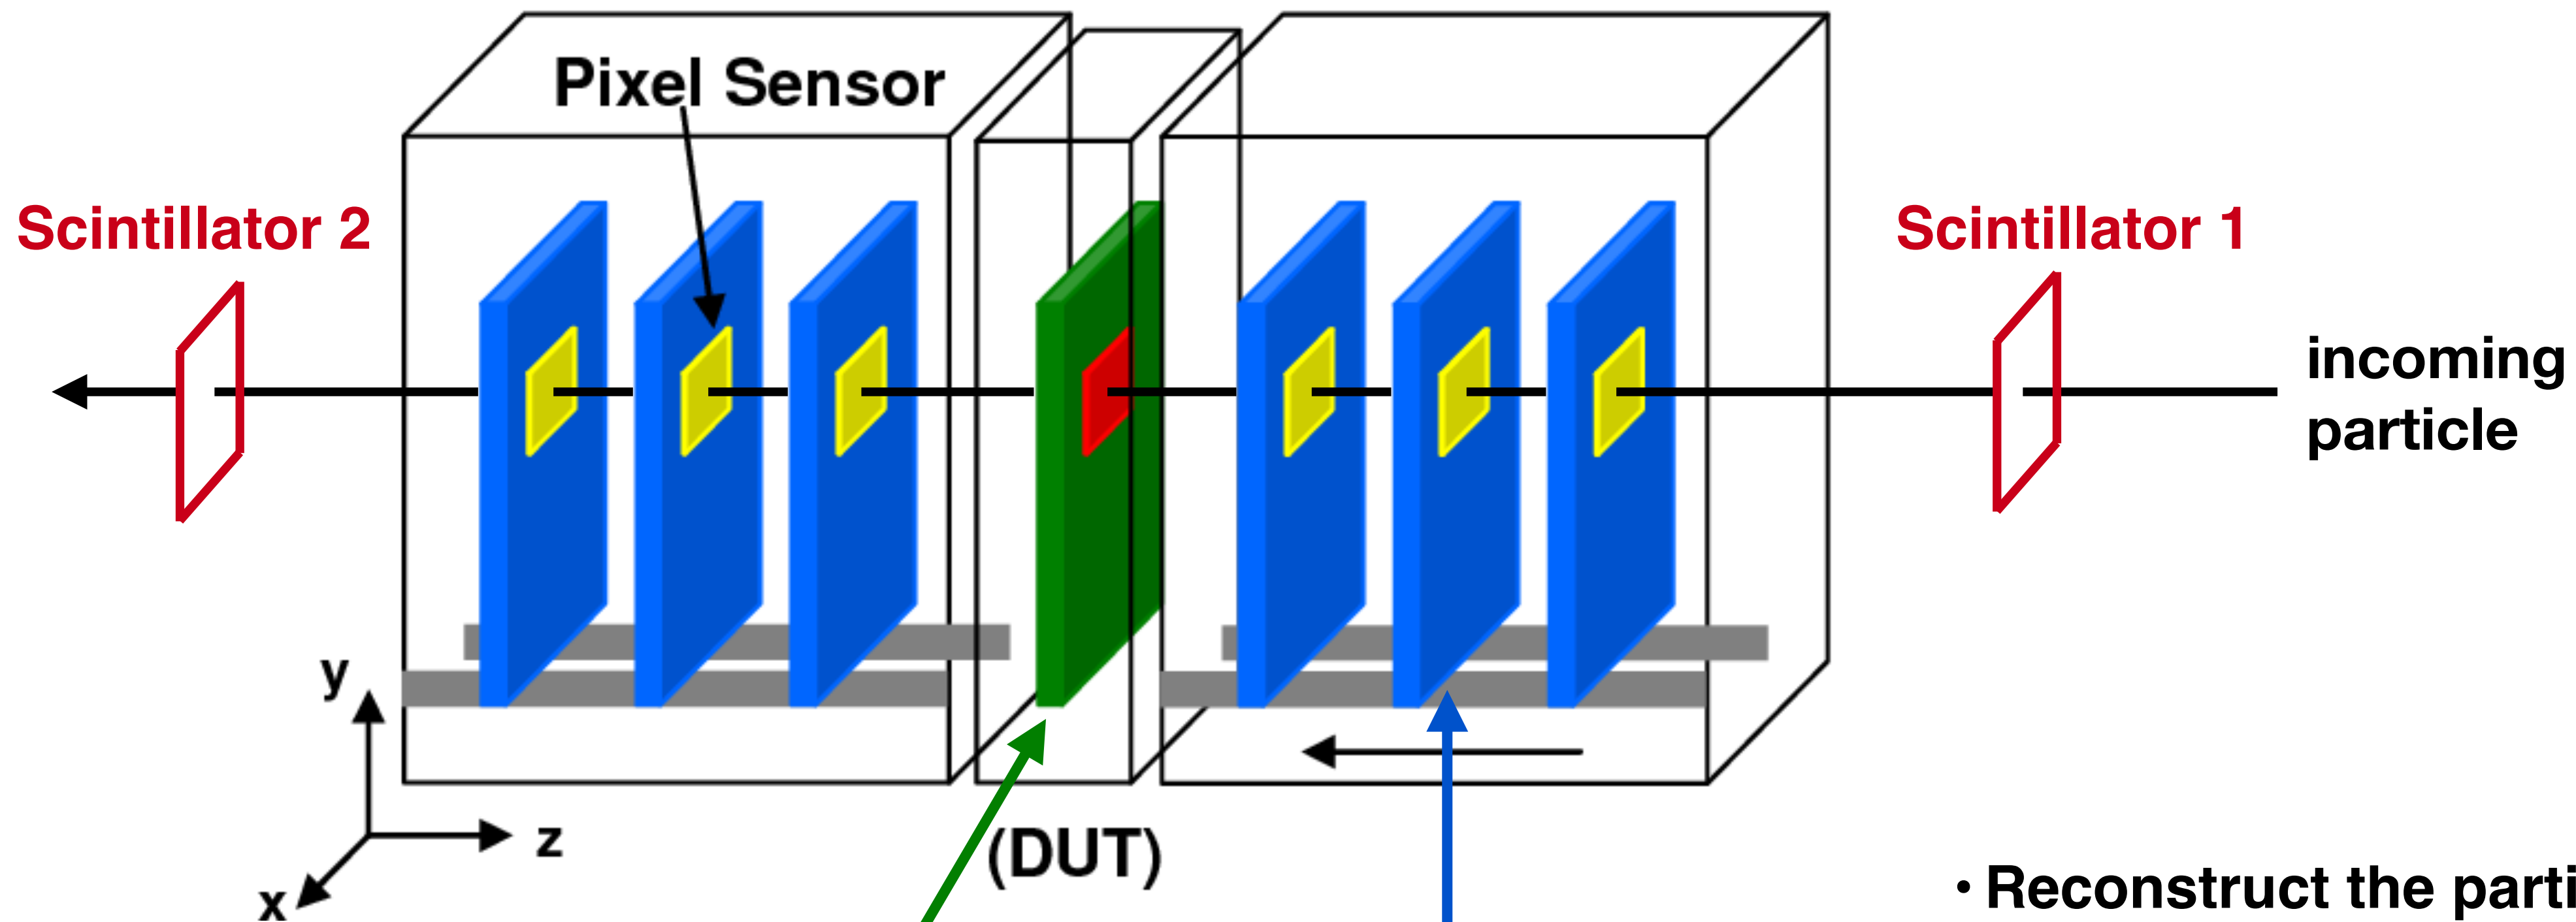 Pixel Sensor
Scintillator 2
Scintillator 1
incoming
particle
y
z
x
(DUT)
• Reconstruct the parti